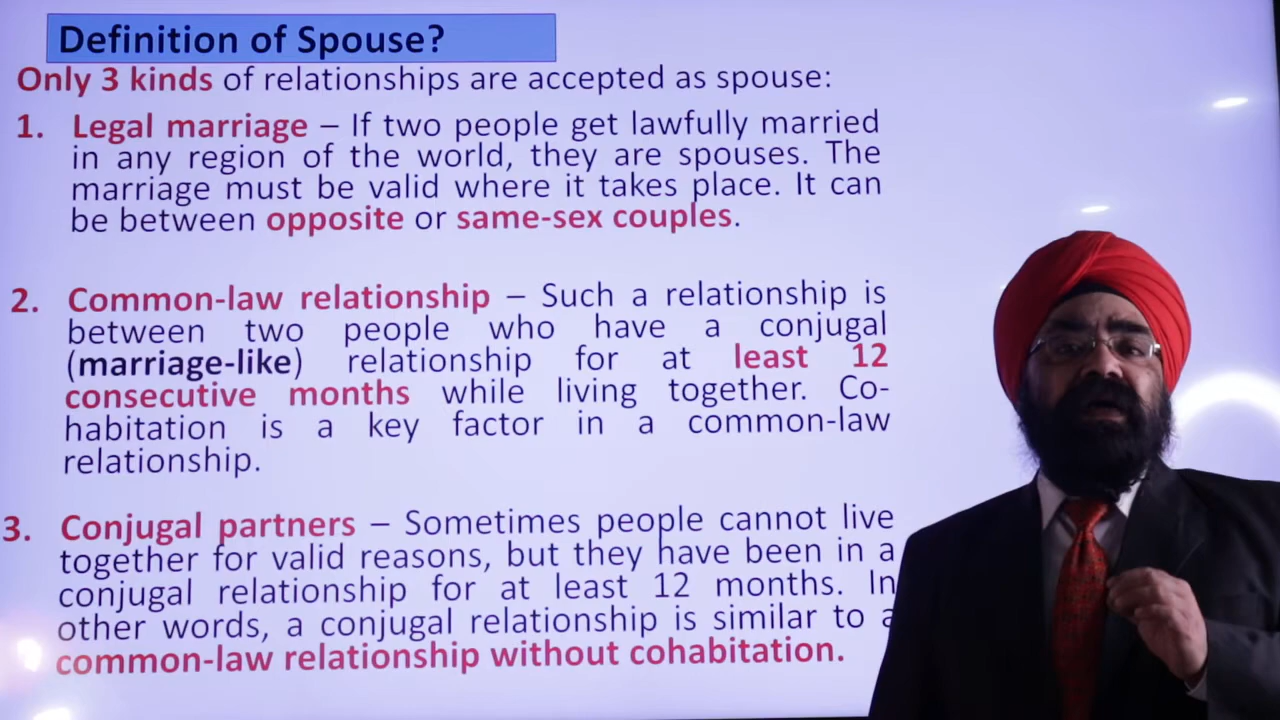 Definition of Spouse?
Only 3 kinds of relationships are accepted as spouse:
1. Legal marriage – If two people get lawfully married
in any region of the world, they are spouses. The
marriage must be valid where it takes place. It can
be between opposite or same-sex couples.
2. Common-law relationship – Such a relationship is
between two people who have a conjugal
(marriage-like) relationship for at least 12
consecutive months while living together. Co-
habitation is a key factor in a common-law
relationship.
3. Conjugal partners – Sometimes people cannot live
together for valid reasons, but they have been in a
conjugal relationship for at least 12 months. In
other words, a conjugal relationship is similar to a
common-law relationship without cohabitation.